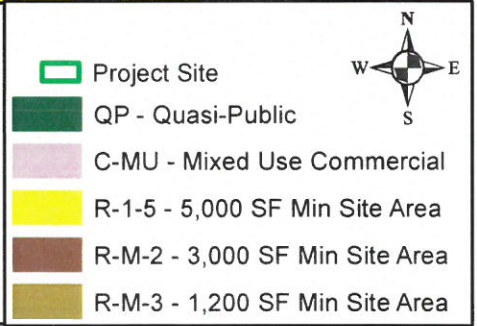 N
W E
S
Project Site
QP - Quasi-Public
C-MU - Mixed Use Commercial
R-1-5 - 5,000 SF Min Site Area
R-M-2 - 3,000 SF Min Site Area
R-M-3 - 1,200 SF Min Site Area